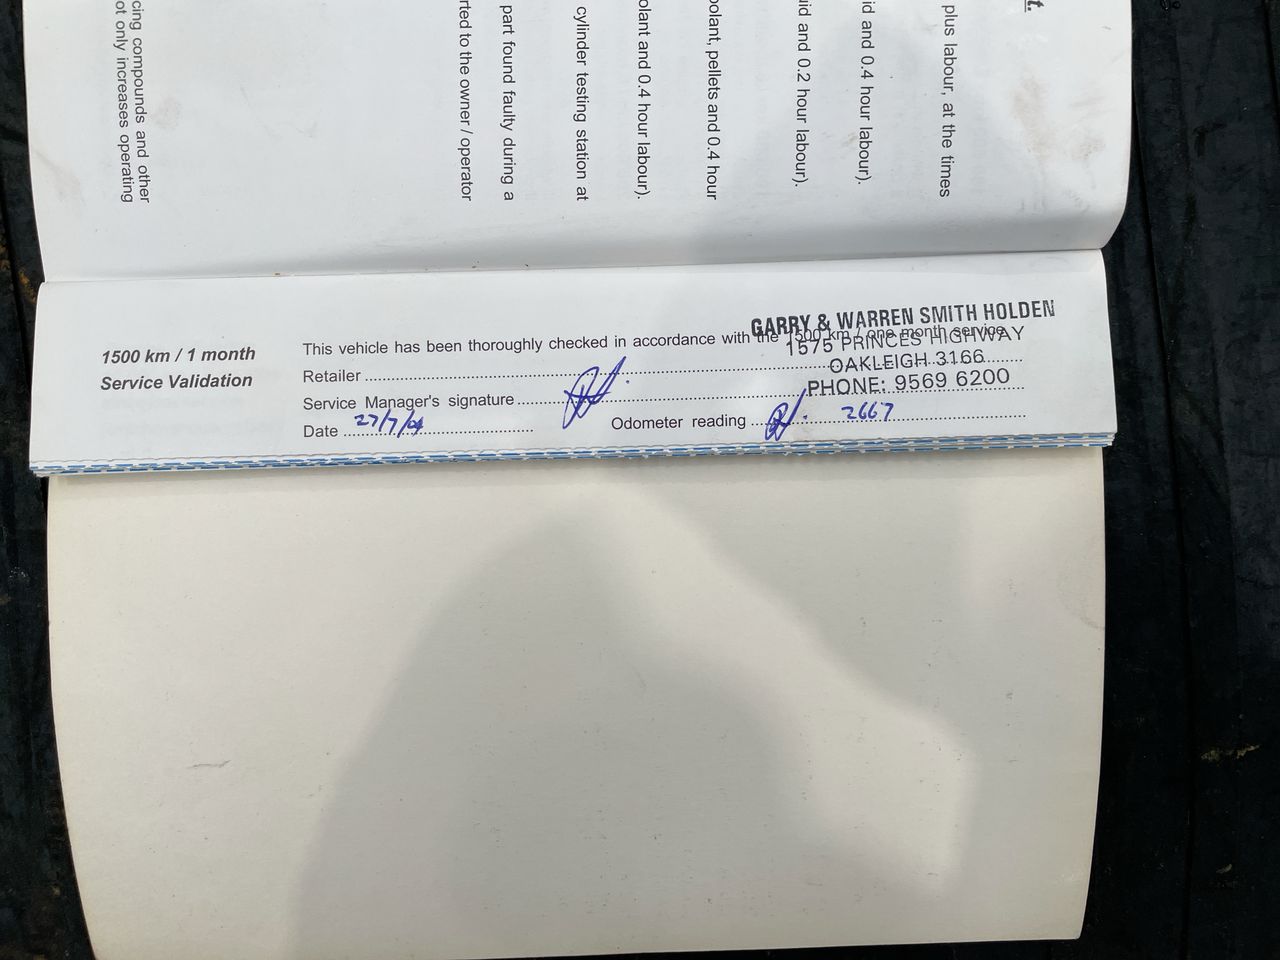 t.
plus labour, at the times
id and 0.4 hour labour).
uid and 0.2 hour labour).
oolant, pellets and 0.4 hour
olant and 0.4 hour labour).
cylinder testing station at
part found faulty during a
rted to the owner / operator
cing compounds and other
ot only increases operating
1500 km / 1 month
Service Validation
This vehicle has been thoroughly checked in accordance with the 1500 km / one month service.
GARRY & WARREN SMITH HOLDEN
1575 PRINCES HIGHWAY
OAKLEIGH 3166
PHONE: 9569 6200
Retailer
Service Manager's signature
Date 27/7/04
Odometer reading 2667